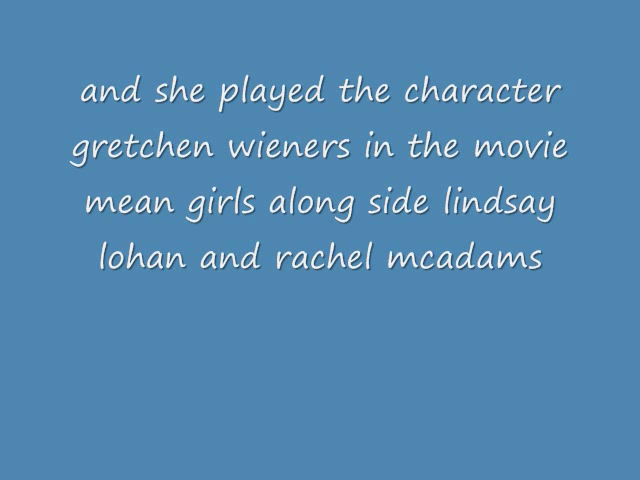 and she played the character
gretchen wieners in the movie
mean girls along side lindsay
lohan and rachel mcadams